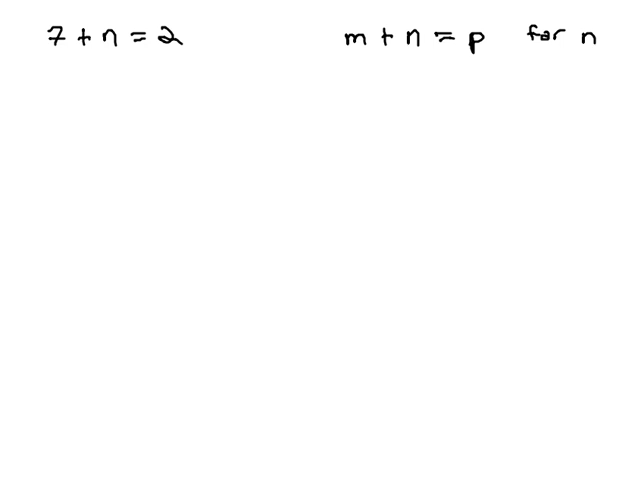 7 + n = 2
m + n = p for n